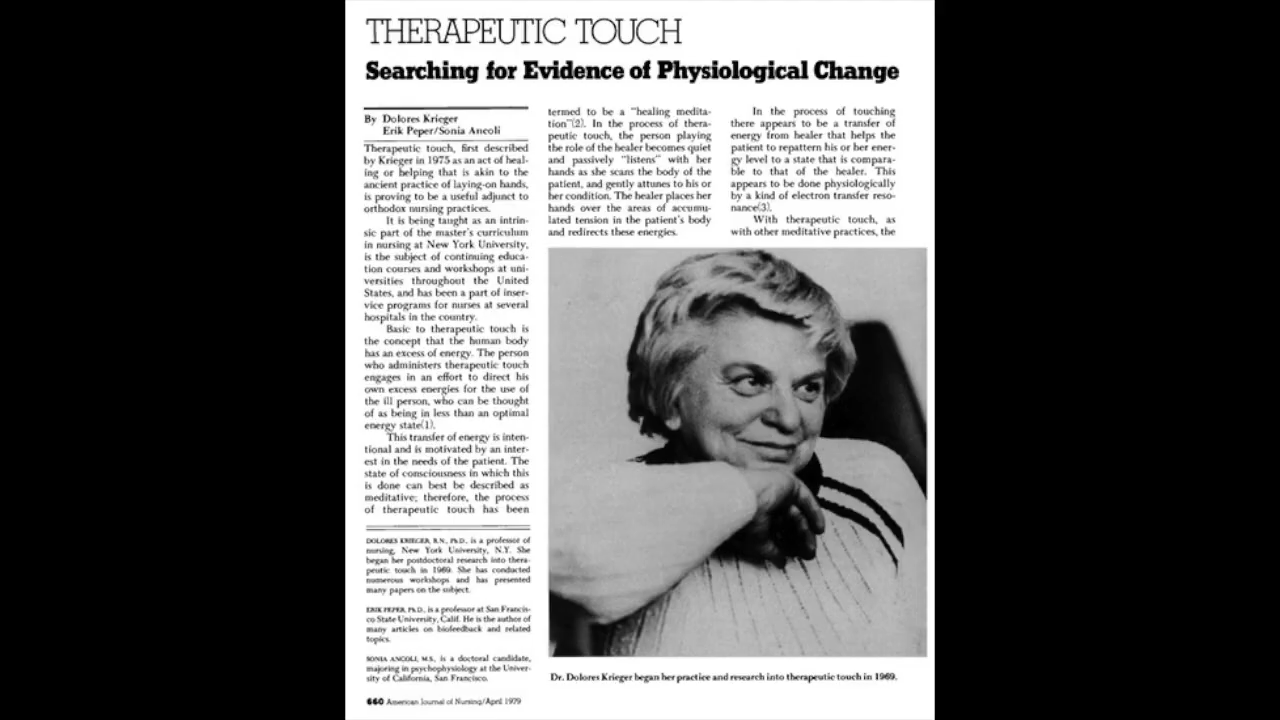 THERAPEUTIC TOUCH
Searching for Evidence of Physiological Change
By Dolores Krieger
Erik Peper/Sonia Ancoli
Therapeutic touch, first described
by Krieger in 1975 as an act of heal-
ing or helping that is akin to the
ancient practice of laying-on hands,
is proving to be a useful adjunct to
orthodox nursing practices.
It is being taught as an intrin-
sic part of the master's curriculum
in nursing at New York University,
is the subject of continuing educa-
tion courses and workshops at uni-
versities throughout the United
States, and has been a part of inser-
vice programs for nurses at several
hospitals in the country.
Basic to therapeutic touch is
the concept that the human body
has an excess of energy. The person
who administers therapeutic touch
engages in an effort to direct his
own excess energies for the use of
the ill person, who can be thought
of as being in less than an optimal
energy state(1).
This transfer of energy is inten-
tional and is motivated by an inter-
est in the needs of the patient. The
state of consciousness in which this
is done can best be described as
meditative; therefore, the process
of therapeutic touch has been
termed to be a "healing medita-
tion"(2). In the process of thera-
peutic touch, the person playing
the role of the healer becomes quiet
and passively "listens" with her
hands as she scans the body of the
patient, and gently attunes to his or
her condition. The healer places her
hands over the areas of accumu-
lated tension in the patient's body
and redirects these energies.
In the process of touching
there appears to be a transfer of
energy from healer that helps the
patient to repattern his or her ener-
gy level to a state that is compara-
ble to that of the healer. This
appears to be done physiologically
by a kind of electron transfer reso-
nance(3).
With therapeutic touch, as
with other meditative practices, the
DOLORES KRIEGER, R.N., PH.D., is a professor of
nursing, New York University, N.Y. She
began her postdoctoral research into thera-
peutic touch in 1969. She has conducted
numerous workshops and has presented
many papers on the subject.
ERIK PEPER, PH.D., is a professor at San Francis-
co State University, Calif. He is the author of
many articles on biofeedback and related
topics.
SONIA ANCOLI, M.S., is a doctoral candidate,
majoring in psychophysiology at the Univer-
sity of California, San Francisco.
Dr. Dolores Krieger began her practice and research into therapeutic touch in 1969.
660 American Journal of Nursing/April 1979